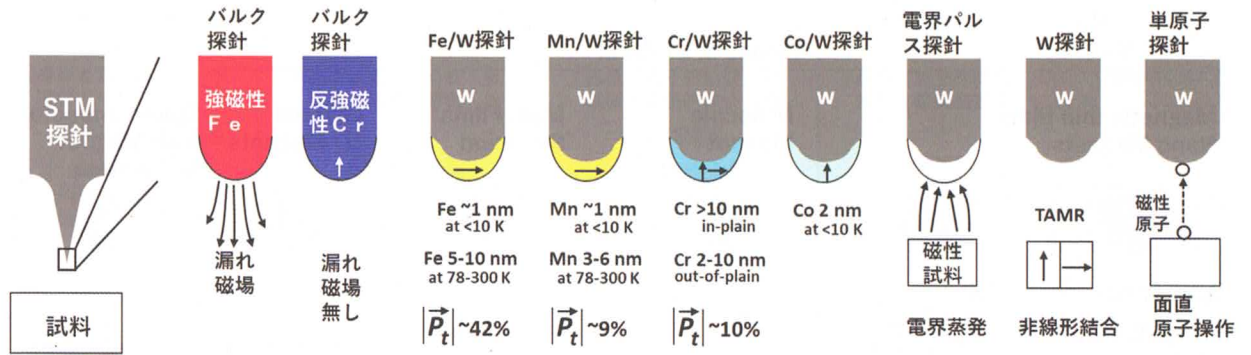 STM
探針
試料
バルク
探針
強磁性
Fe
漏れ
磁場
バルク
探針
反強磁
性Cr
漏れ
磁場
無し
Fe/W探針
W
Fe ~1 nm
at <10 K
Fe 5-10 nm
at 78-300 K
|P_t| ~42%
Mn/W探針
W
Mn ~1 nm
at <10 K
Mn 3-6 nm
at 78-300 K
|P_t| ~9%
Cr/W探針
W
Cr >10 nm
in-plain
Cr 2-10 nm
out-of-plain
|P_t| ~10%
Co/W探針
W
Co 2 nm
at <10 K
電界パル
ス探針
W
磁性
試料
電界蒸発
W探針
W
TAMR
非線形結合
単原子
探針
W
磁性
原子
面直
原子操作